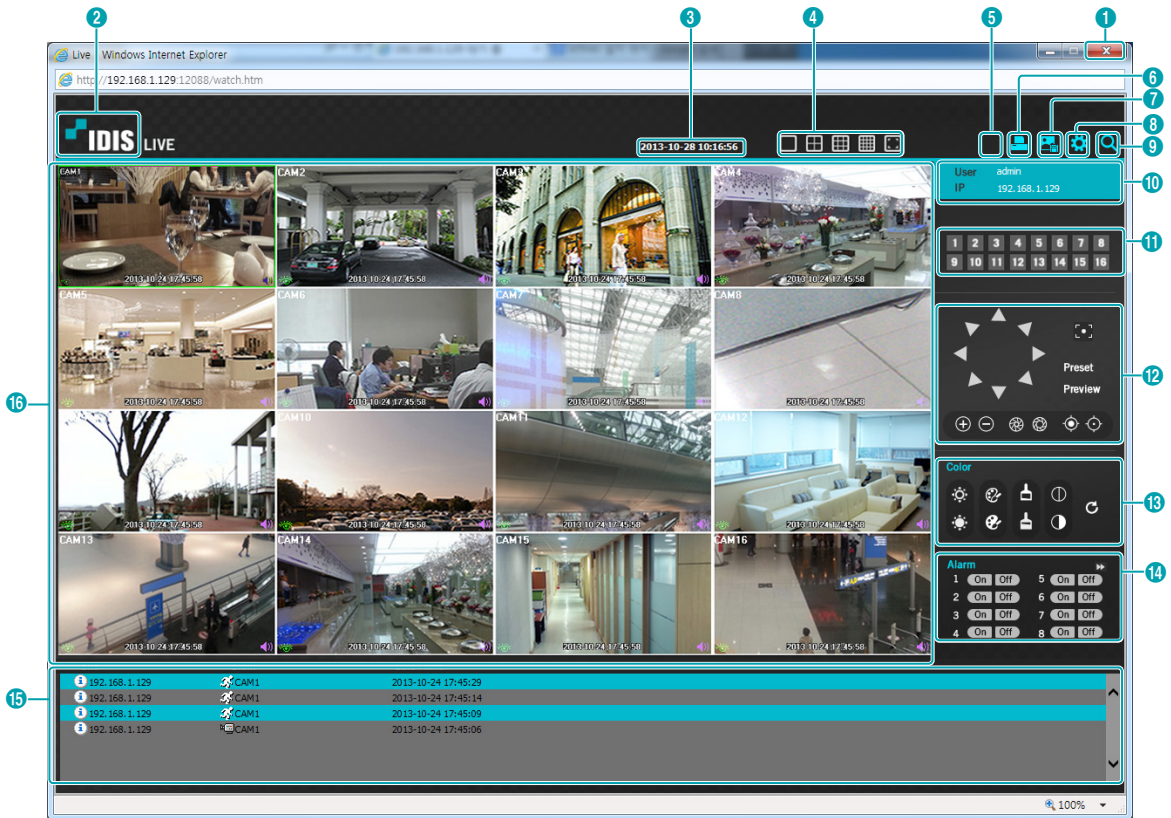 2 3 4 5 1
Live - Windows Internet Explorer
http://192.168.1.129:12088/watch.htm
6
7
8
9
IDIS LIVE
2013-10-28 10:16:56
User admin
IP 192.168.1.129
10
1 2 3 4 5 6 7 8
9 10 11 12 13 14 15 16
11
CAM1 CAM2 CAM3 CAM4
2013-10-24 17:45:58 2013-10-24 17:45:58 2013-10-24 17:45:58 2013-10-24 17:45:58
CAM5 CAM6 CAM7 CAM8
2013-10-24 17:45:58 2013-10-24 17:45:58 2013-10-24 17:45:58 2013-10-24 17:45:58
Preset
Preview
12
16
CAM10 CAM11 CAM12
2013-10-24 17:45:58 2013-10-24 17:45:58 2013-10-24 17:45:58 2013-10-24 17:45:58
Color
13
CAM13 CAM14 CAM15 CAM16
2013-10-24 17:45:58 2013-10-24 17:45:58 2013-10-24 17:45:58 2013-10-24 17:45:58
Alarm
14
1 On Off 5 On Off
2 On Off 6 On Off
3 On Off 7 On Off
4 On Off 8 On Off
15
192.168.1.129 CAM1 2013-10-24 17:45:29
192.168.1.129 CAM1 2013-10-24 17:45:14
192.168.1.129 CAM1 2013-10-24 17:45:09
192.168.1.129 CAM1 2013-10-24 17:45:06
100%